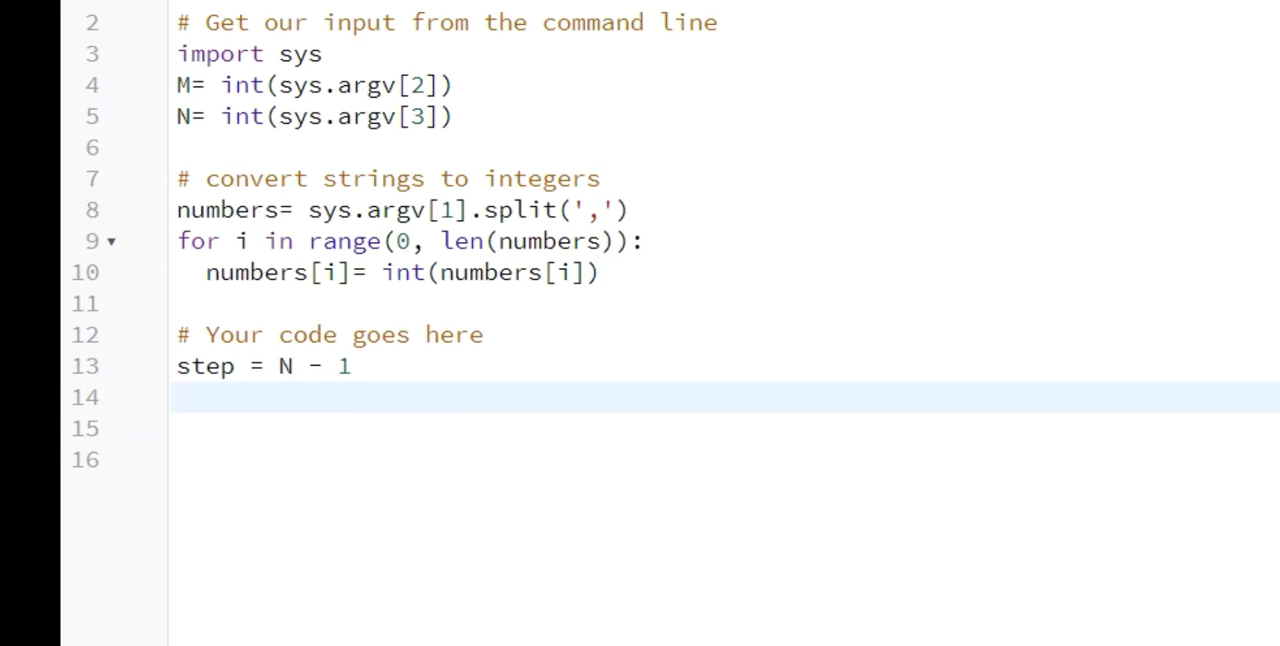 2 # Get our input from the command line
3 import sys
4 M= int(sys.argv[2])
5 N= int(sys.argv[3])
6
7 # convert strings to integers
8 numbers= sys.argv[1].split(',')
9 for i in range(0, len(numbers)):
10   numbers[i]= int(numbers[i])
11
12 # Your code goes here
13 step = N - 1
14
15
16